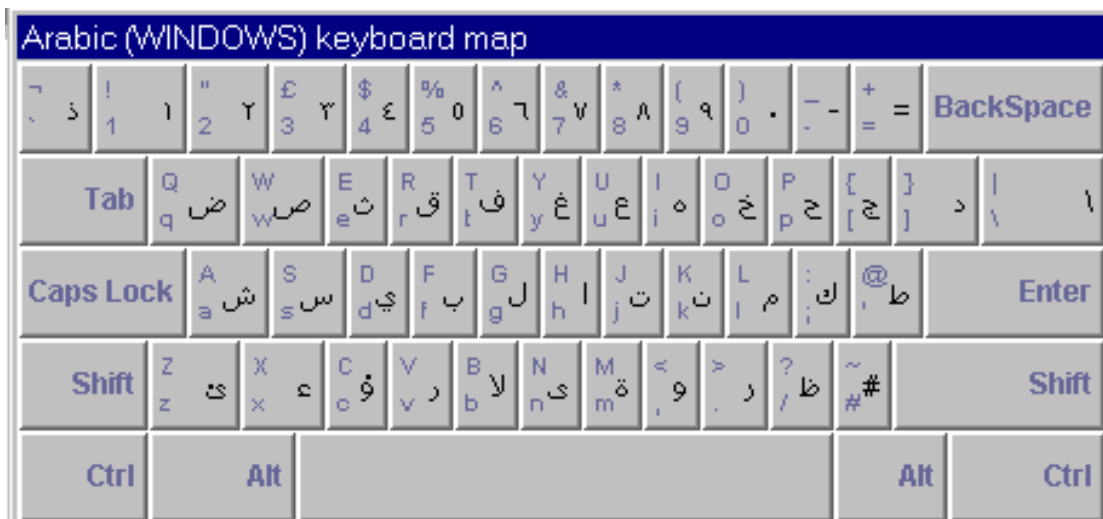 Arabic (WINDOWS) keyboard map
¬ ` ذ ! 1 ١ " 2 ٢ £ 3 ٣ $ 4 ٤ % 5 ٥ ^ 6 ٦ & 7 ٧ * 8 ٨ ( 9 ٩ ) 0 ٠ _ - - + = = BackSpace
Tab Q q ض W w ص E e ث R r ق T t ف Y y غ U u ع I i ه O o خ P p ح { [ ج } ] د | \ \
Caps Lock A a ش S s س D d ي F f ب G g ل H h ا J j ت K k ن L l م : ; ك @ ' ط Enter
Shift Z z ئ X x ء C c ؤ V v ر B b لا N n ى M m ة < , و > . ز ? / ظ ~ # # Shift
Ctrl Alt Alt Ctrl